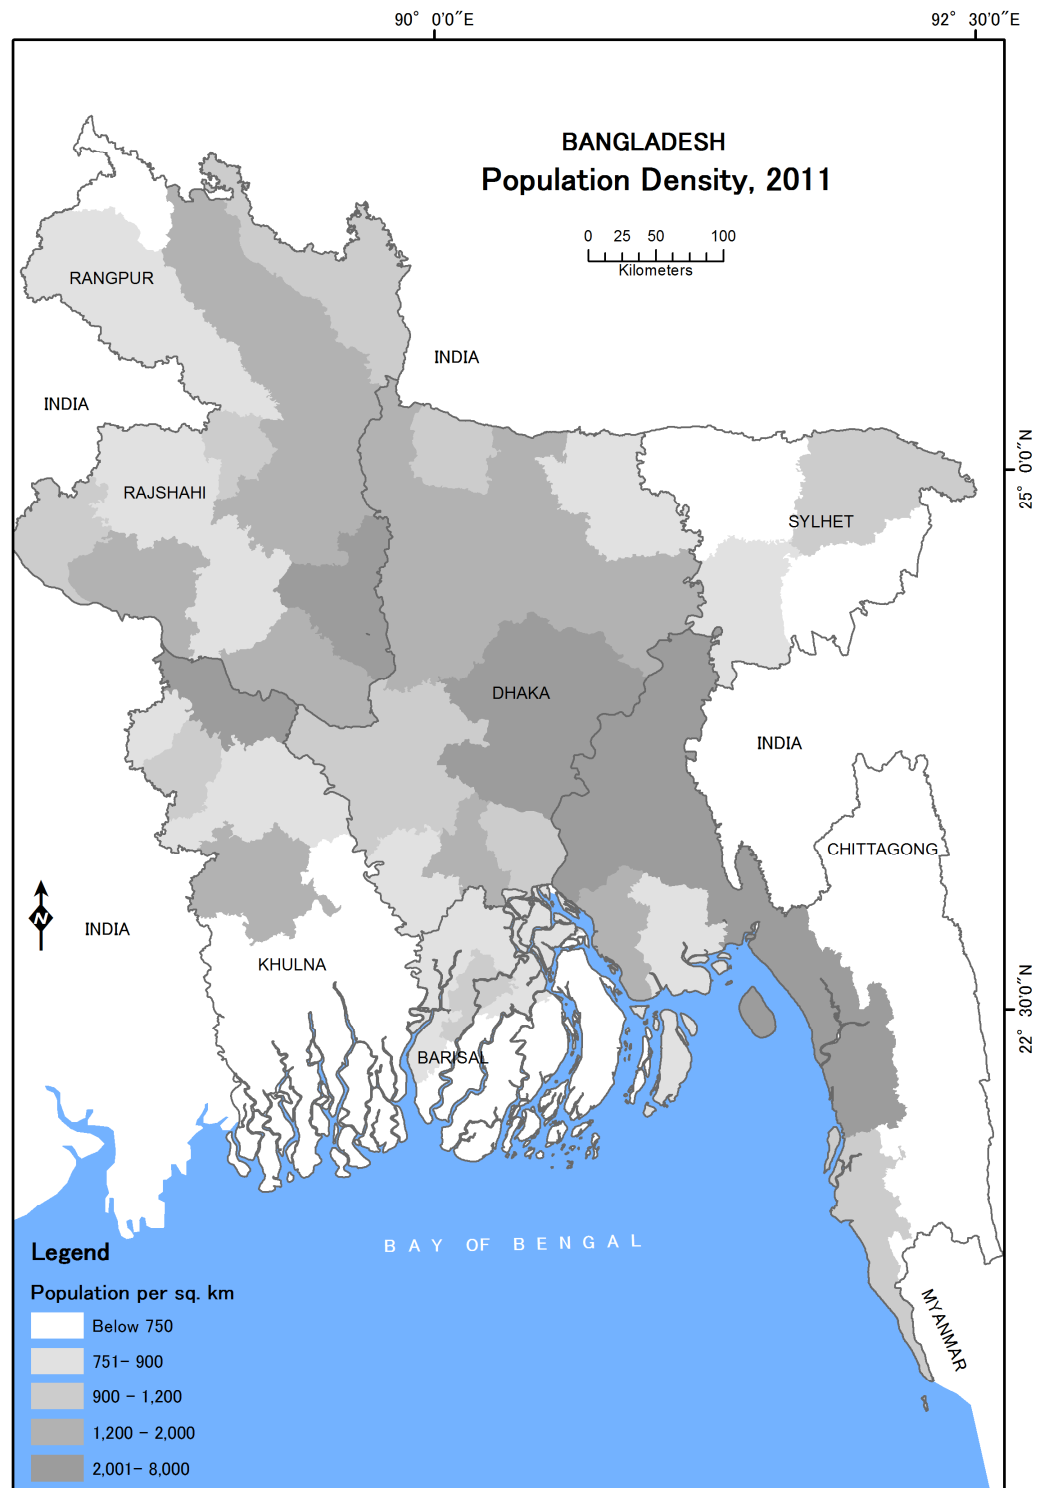 90° 0'0"E
92° 30'0"E
BANGLADESH
Population Density, 2011
0 25 50 100
Kilometers
RANGPUR
INDIA
INDIA
25° 0'0"N
RAJSHAHI
SYLHET
DHAKA
INDIA
CHITTAGONG
N
INDIA
KHULNA
22° 30'0"N
BARISAL
BAY OF BENGAL
MYANMAR
Legend
Population per sq. km
Below 750
751– 900
900 – 1,200
1,200 – 2,000
2,001– 8,000